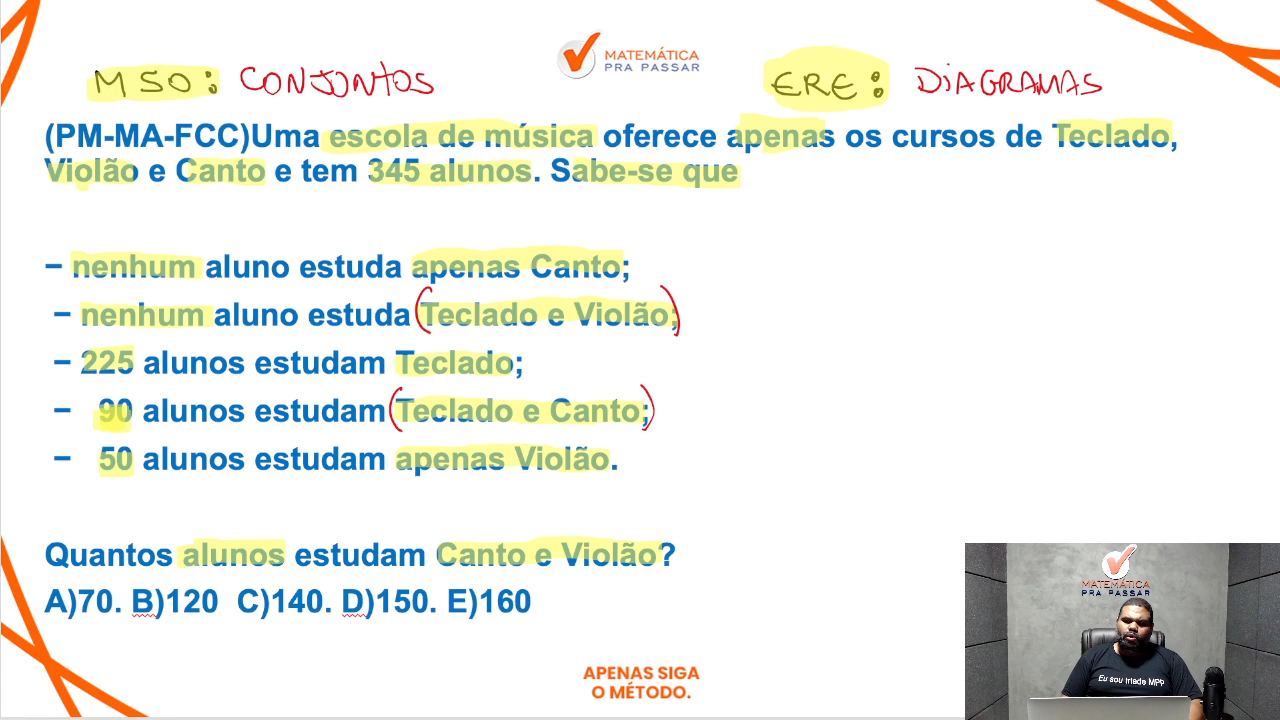 MATEMÁTICA
PRA PASSAR
MSO: CONJONTOS
ERE: DIAGRAMAS
(PM-MA-FCC)Uma escola de música oferece apenas os cursos de Teclado,
Violão e Canto e tem 345 alunos. Sabe-se que
– nenhum aluno estuda apenas Canto;
– nenhum aluno estuda (Teclado e Violão;)
– 225 alunos estudam Teclado;
– 90 alunos estudam (Teclado e Canto;)
– 50 alunos estudam apenas Violão.
Quantos alunos estudam Canto e Violão?
A)70. B)120 C)140. D)150. E)160
MATEMÁTICA
PRA PASSAR
Eu sou tríade MPP
APENAS SIGA
O MÉTODO.